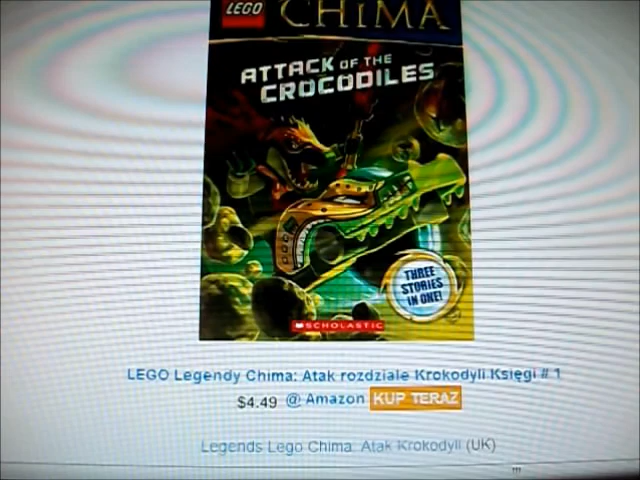 LEGO
CHIMA
ATTACK OF THE
CROCODILES
THREE
STORIES
IN ONE!
SCHOLASTIC
LEGO Legendy Chima: Atak rozdziale Krokodyli Księgi # 1
$4.49 @ Amazon KUP TERAZ
Legends Lego Chima: Atak Krokodyli (UK)